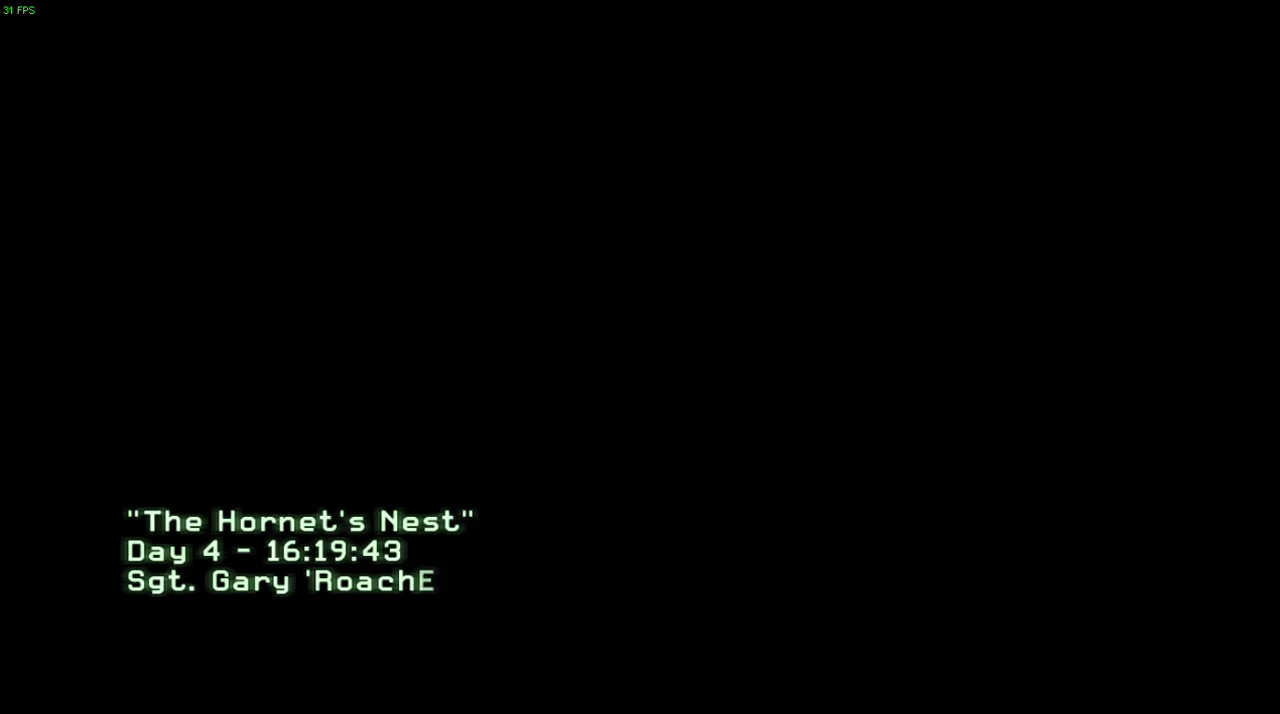 31 FPS
"The Hornet's Nest"
Day 4 - 16:19:43
Sgt. Gary 'RoachE